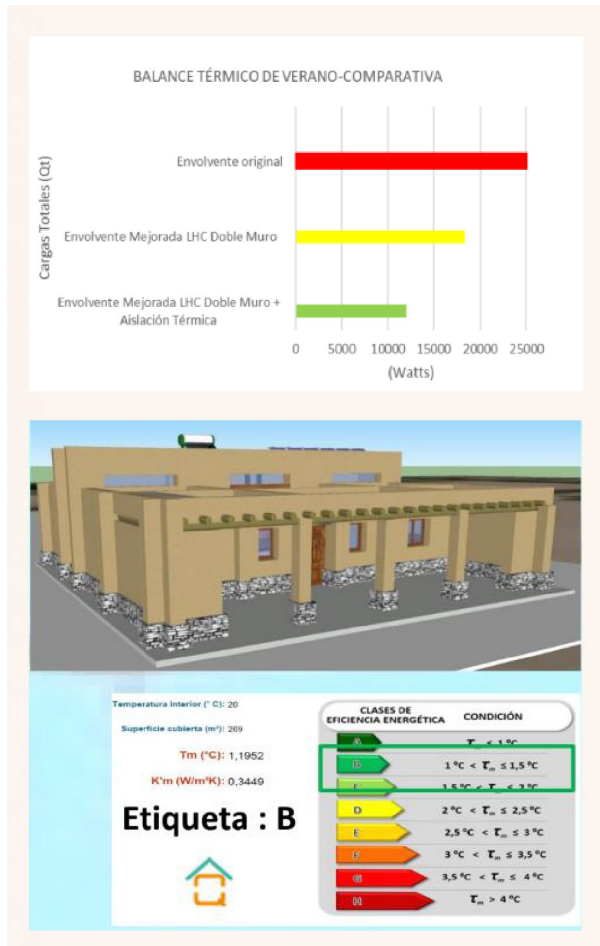 BALANCE TÉRMICO DE VERANO-COMPARATIVA
Cargas Totales (Qt)
Envolvente original
Envolvente Mejorada LHC Doble Muro
Envolvente Mejorada LHC Doble Muro +
Aislación Térmica
0 5000 10000 15000 20000 25000
(Watts)
Temperatura interior (° C): 20
Superficie cubierta (m²): 269
Tm (°C): 1,1952
K'm (W/m²K): 0,3449
Etiqueta : B
CLASES DE
EFICIENCIA ENERGÉTICA CONDICIÓN
A τm ≤ 1 °C
B 1 °C < τm ≤ 1,5 °C
C 1,5 °C < τm ≤ 2 °C
D 2 °C < τm ≤ 2,5 °C
E 2,5 °C < τm ≤ 3 °C
F 3 °C < τm ≤ 3,5 °C
G 3,5 °C < τm ≤ 4 °C
H τm > 4 °C